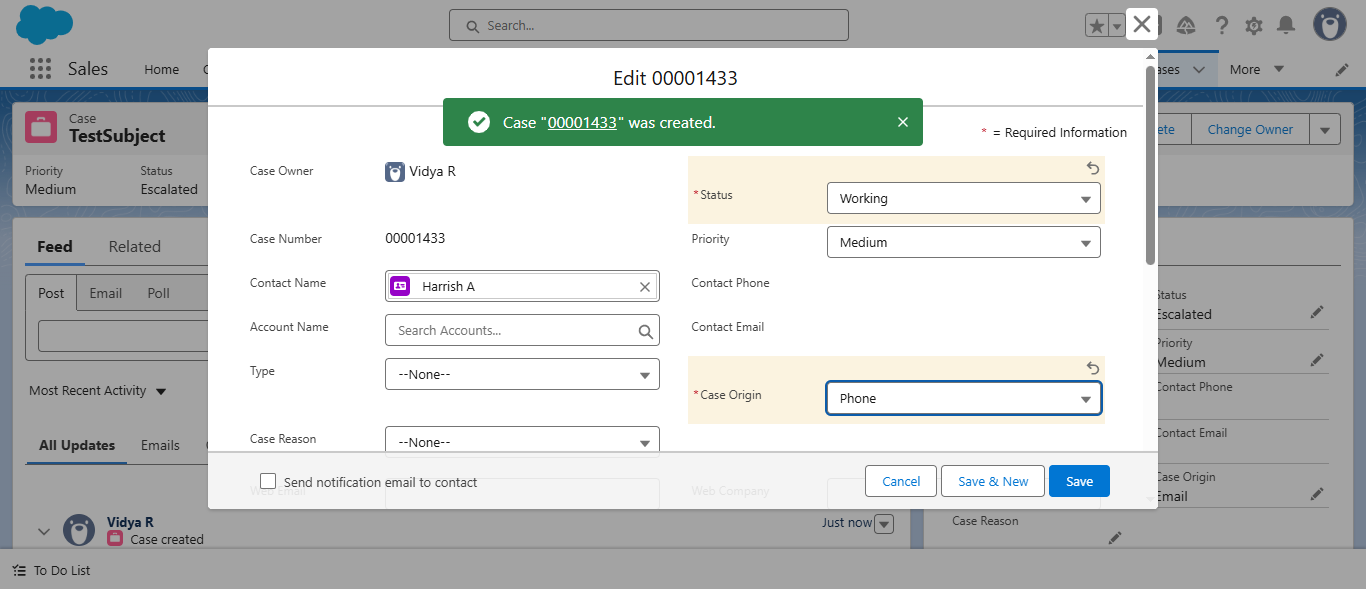 Search...
Sales
Home
ases
More
Edit 00001433
Case "00001433" was created.
* = Required Information
Case
TestSubject
Priority
Medium
Status
Escalated
Change Owner
Feed
Related
Post
Email
Poll
Most Recent Activity
All Updates
Emails
Vidya R
Case created
Just now
Case Owner
Vidya R
*Status
Working
Case Number
00001433
Priority
Medium
Contact Name
Harrish A
Contact Phone
Account Name
Search Accounts...
Contact Email
Type
--None--
*Case Origin
Phone
Case Reason
--None--
Web Email
Web Company
Send notification email to contact
Cancel
Save & New
Save
Status
Escalated
Priority
Medium
Contact Phone
Contact Email
Case Origin
Email
Case Reason
To Do List